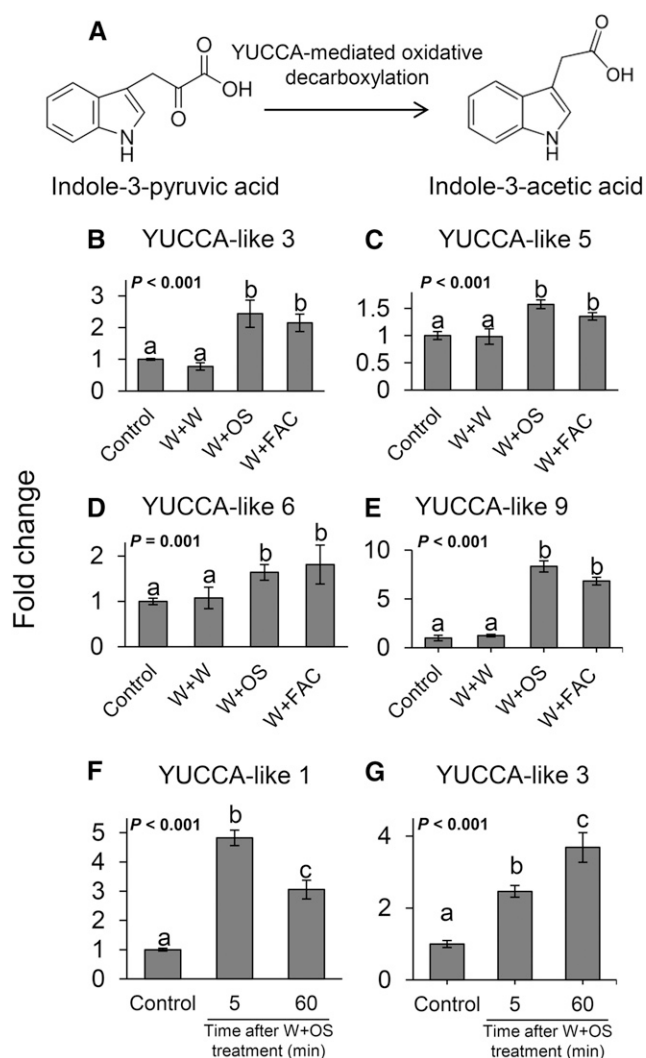 A
YUCCA-mediated oxidative
decarboxylation
O
OH
O
N
H
O
OH
N
H
Indole-3-pyruvic acid
Indole-3-acetic acid
B
YUCCA-like 3
P < 0.001
3
2
1
0
a
a
b
b
Control
W+W
W+OS
W+FAC
C
YUCCA-like 5
P < 0.001
1.5
1
0.5
0
a
a
b
b
Control
W+W
W+OS
W+FAC
Fold change
D
YUCCA-like 6
P = 0.001
2
1
0
a
a
b
b
Control
W+W
W+OS
W+FAC
E
YUCCA-like 9
P < 0.001
10
5
0
a
a
b
b
Control
W+W
W+OS
W+FAC
F
YUCCA-like 1
P < 0.001
5
4
3
2
1
0
a
b
c
Control
5
60
Time after W+OS
treatment (min)
G
YUCCA-like 3
P < 0.001
4
2
0
a
b
c
Control
5
60
Time after W+OS
treatment (min)